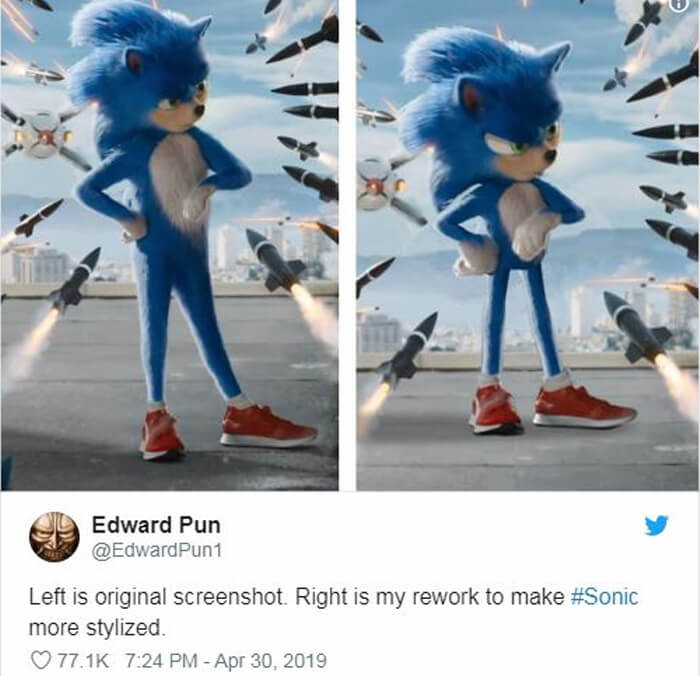 Edward Pun
@EdwardPun1
Left is original screenshot. Right is my rework to make #Sonic
more stylized.
77.1K 7:24 PM - Apr 30, 2019